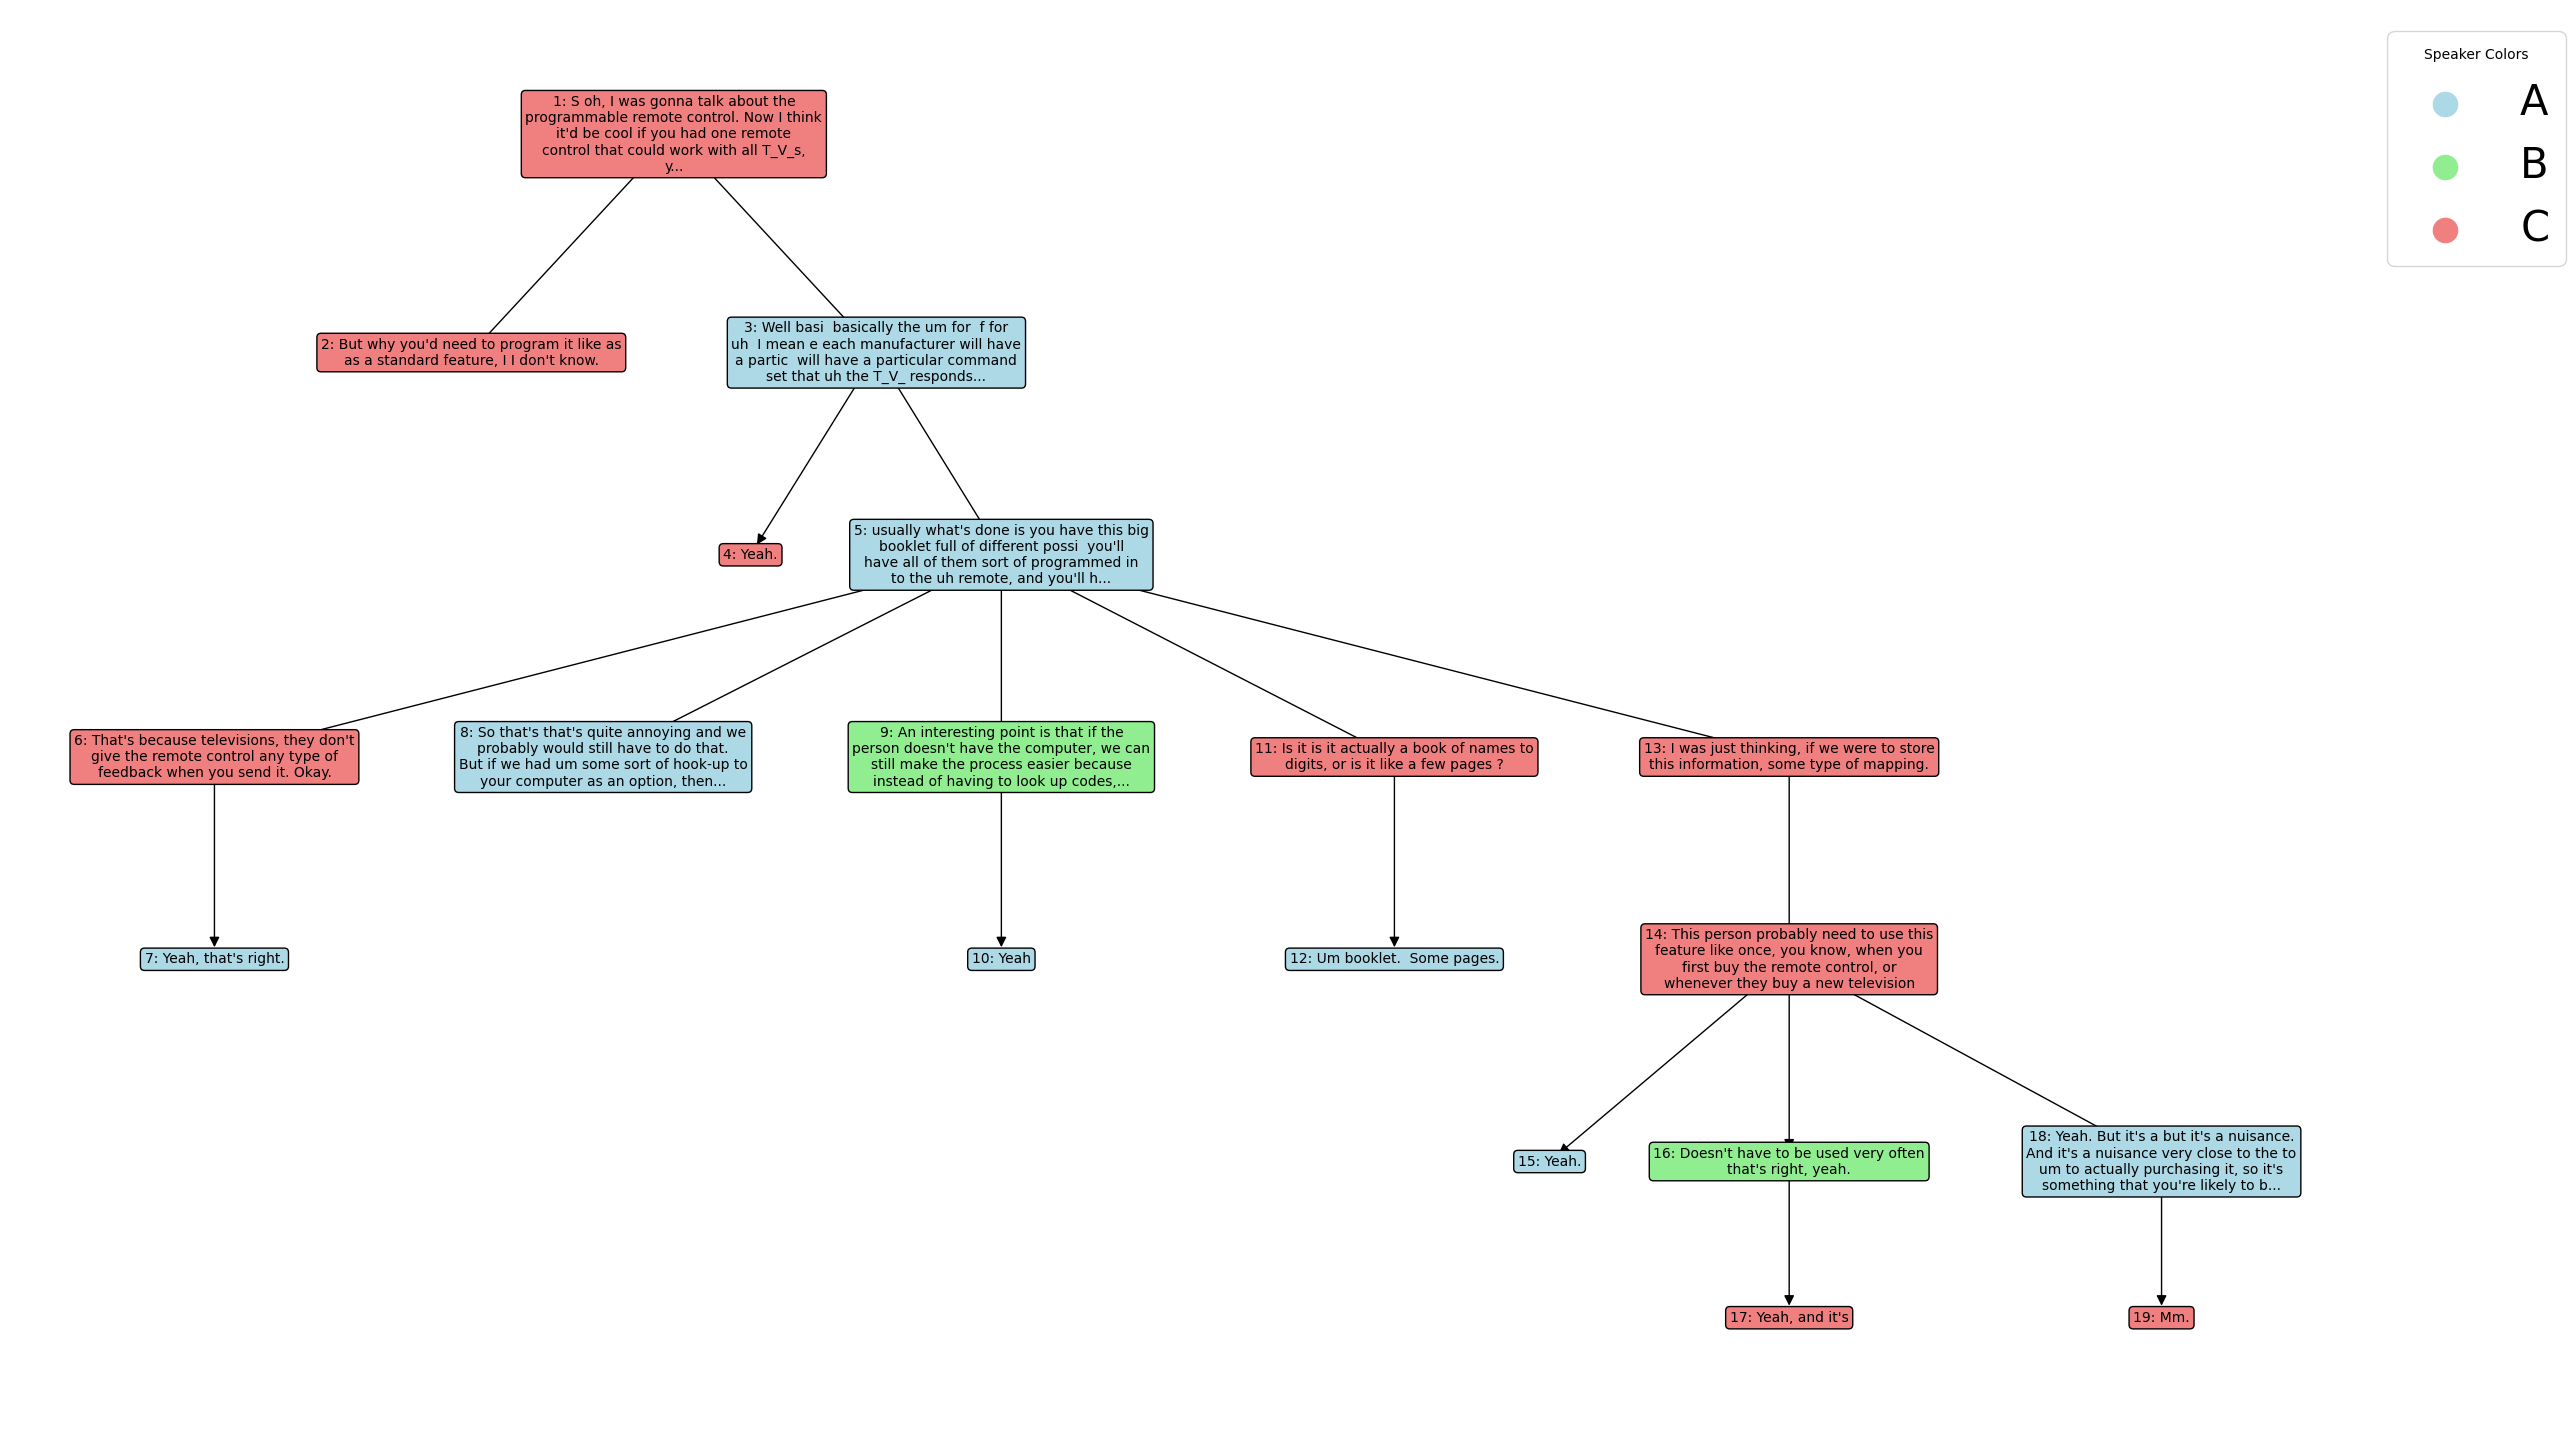 Speaker Colors
A
B
C
1: S oh, I was gonna talk about the
programmable remote control. Now I think
it'd be cool if you had one remote
control that could work with all T_V_s,
y...
2: But why you'd need to program it like as
as a standard feature, I I don't know.
3: Well basi  basically the um for  f for
uh  I mean e each manufacturer will have
a partic  will have a particular command
set that uh the T_V_ responds...
4: Yeah.
5: usually what's done is you have this big
booklet full of different possi  you'll
have all of them sort of programmed in
to the uh remote, and you'll h...
6: That's because televisions, they don't
give the remote control any type of
feedback when you send it. Okay.
8: So that's that's quite annoying and we
probably would still have to do that.
But if we had um some sort of hook-up to
your computer as an option, then...
9: An interesting point is that if the
person doesn't have the computer, we can
still make the process easier because
instead of having to look up codes,...
11: Is it is it actually a book of names to
digits, or is it like a few pages ?
13: I was just thinking, if we were to store
this information, some type of mapping.
7: Yeah, that's right.
10: Yeah
12: Um booklet.  Some pages.
14: This person probably need to use this
feature like once, you know, when you
first buy the remote control, or
whenever they buy a new television
15: Yeah.
16: Doesn't have to be used very often
that's right, yeah.
18: Yeah. But it's a but it's a nuisance.
And it's a nuisance very close to the to
um to actually purchasing it, so it's
something that you're likely to b...
17: Yeah, and it's
19: Mm.